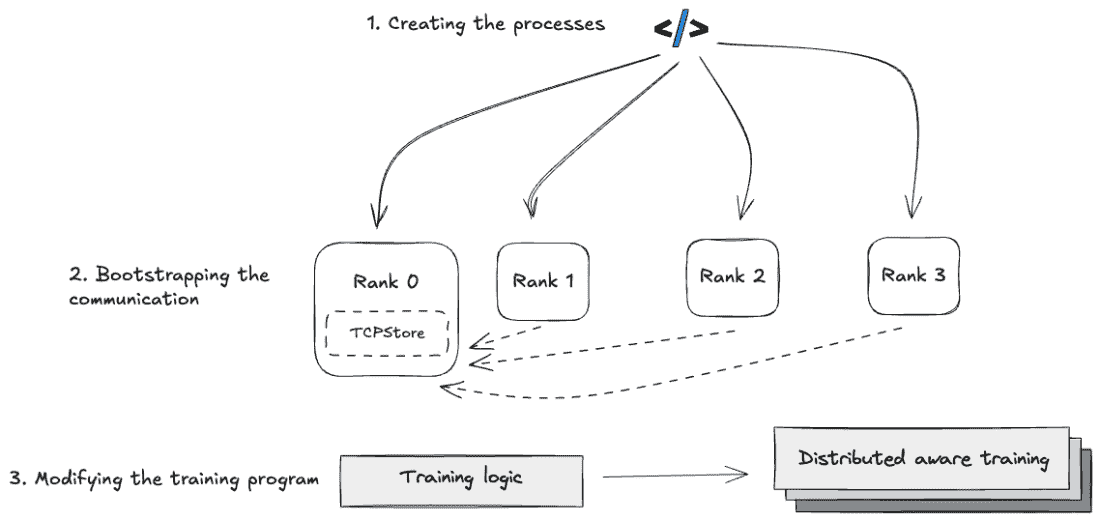 1. Creating the processes
</>
Rank 0
Rank 1
Rank 2
Rank 3
2. Bootstrapping the
communication
TCPStore
3. Modifying the training program
Training logic
Distributed aware training